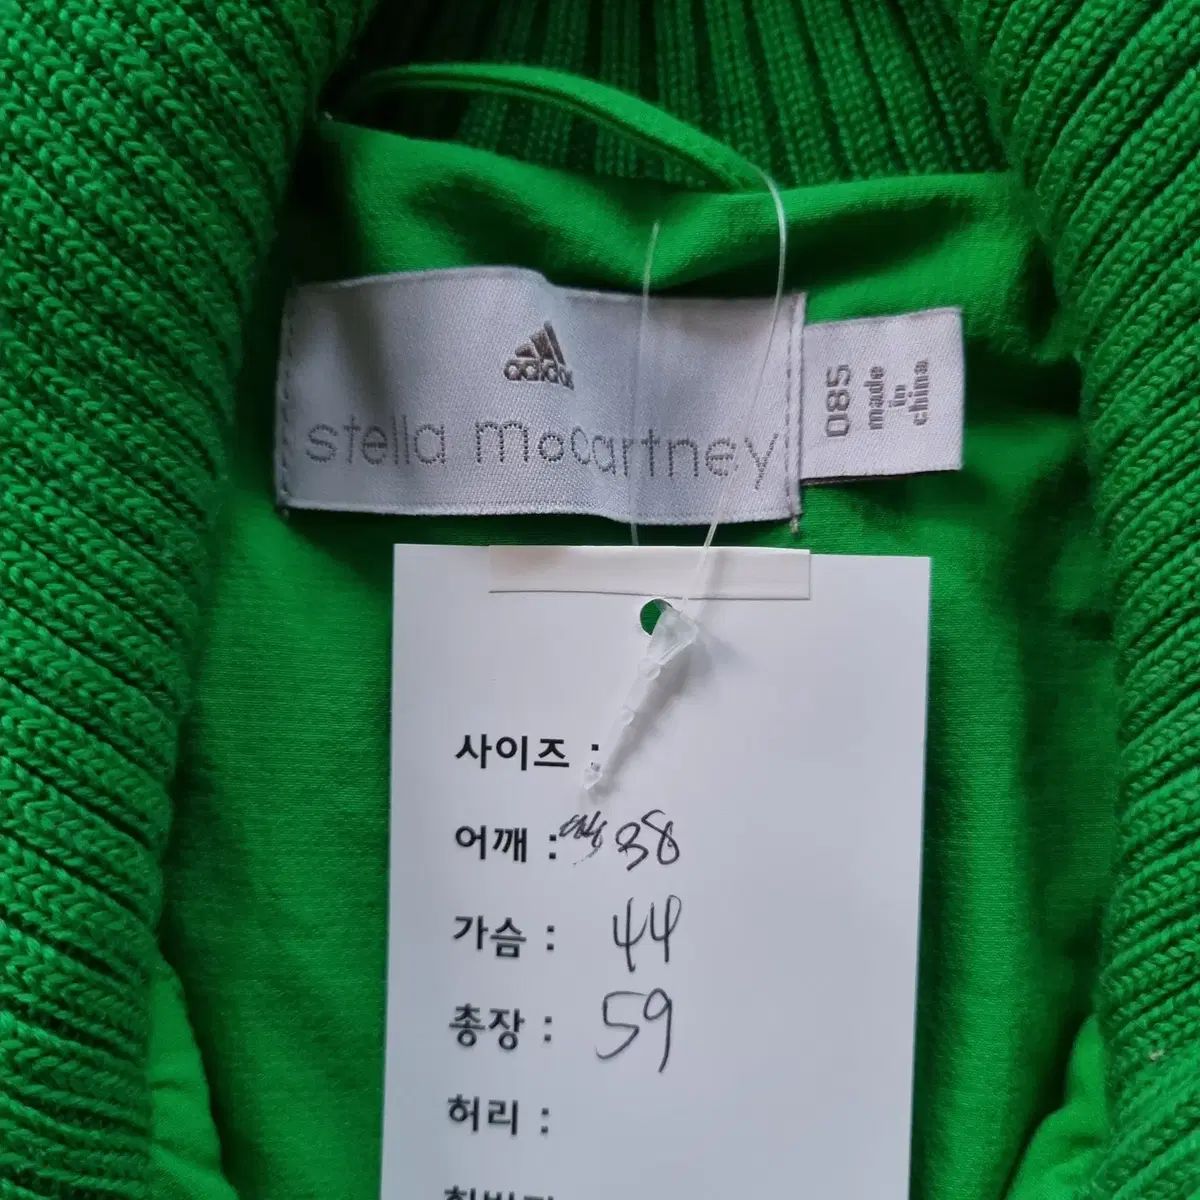 adidas
stella mccartney
085
made
in
china
사이즈 :
어깨 : 38
가슴 : 44
총장 : 59
허리 :